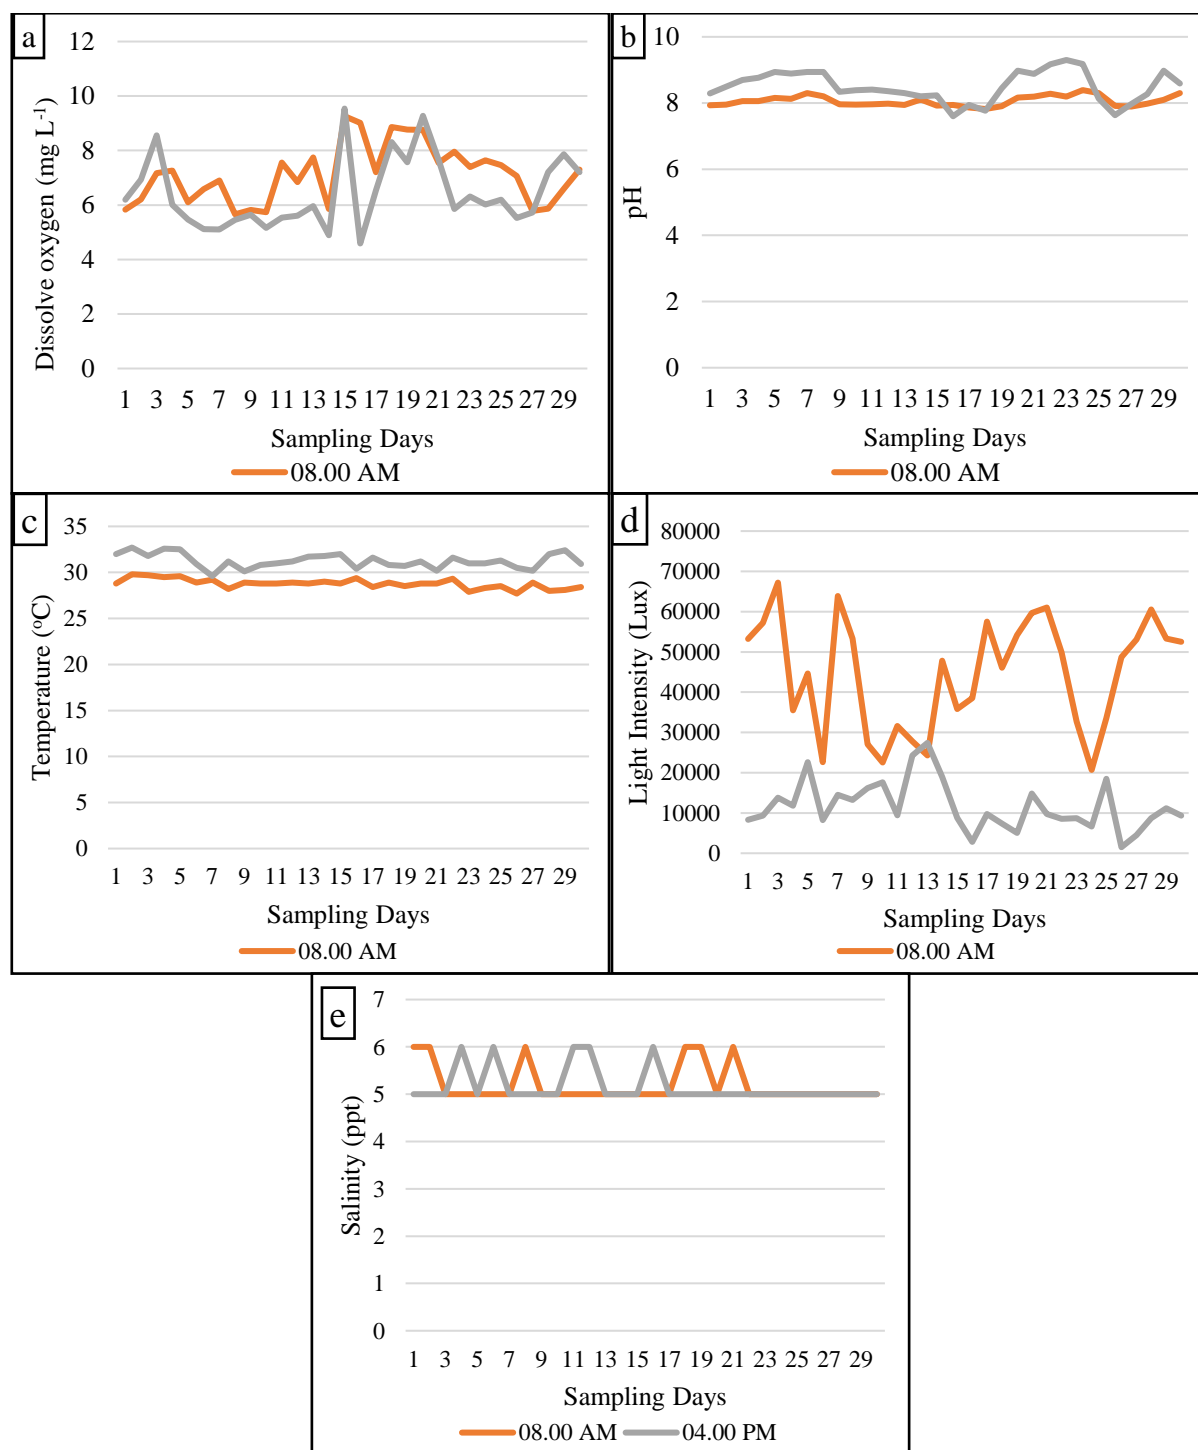 a
12
10
8
6
4
2
0
Dissolve oxygen (mg L-1)
1 3 5 7 9 11 13 15 17 19 21 23 25 27 29
Sampling Days
08.00 AM
b
10
8
6
4
2
0
pH
1 3 5 7 9 11 13 15 17 19 21 23 25 27 29
Sampling Days
08.00 AM
c
35
30
25
20
15
10
5
0
Temperature (oC)
1 3 5 7 9 11 13 15 17 19 21 23 25 27 29
Sampling Days
08.00 AM
d
80000
70000
60000
50000
40000
30000
20000
10000
0
Light Intensity (Lux)
1 3 5 7 9 11 13 15 17 19 21 23 25 27 29
Sampling Days
08.00 AM
e
7
6
5
4
3
2
1
0
Salinity (ppt)
1 3 5 7 9 11 13 15 17 19 21 23 25 27 29
Sampling Days
08.00 AM 04.00 PM